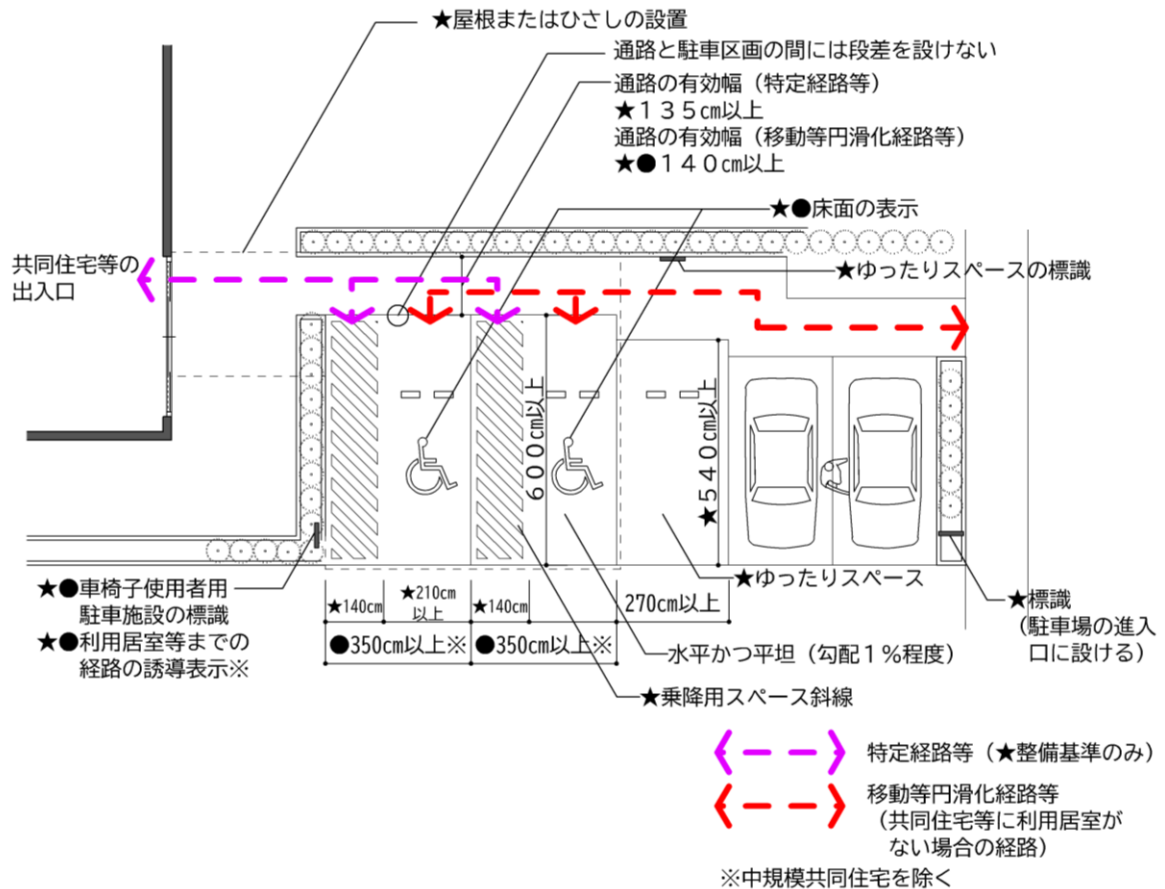 ★屋根またはひさしの設置
通路と駐車区画の間には段差を設けない
通路の有効幅（特定経路等）
★１３５㎝以上
通路の有効幅（移動等円滑化経路等）
★●１４０㎝以上
★●床面の表示
共同住宅等の
出入口
★ゆったりスペースの標識
６００㎝以上
★５４０㎝以上
★ゆったりスペース
★●車椅子使用者用
駐車施設の標識
★●利用居室等までの
経路の誘導表示※
★140㎝
★210㎝
以上
★140㎝
270㎝以上
●350㎝以上※
●350㎝以上※
★標識
（駐車場の進入
口に設ける）
水平かつ平坦（勾配１％程度）
★乗降用スペース斜線
特定経路等（★整備基準のみ）
移動等円滑化経路等
（共同住宅等に利用居室が
ない場合の経路）
※中規模共同住宅を除く